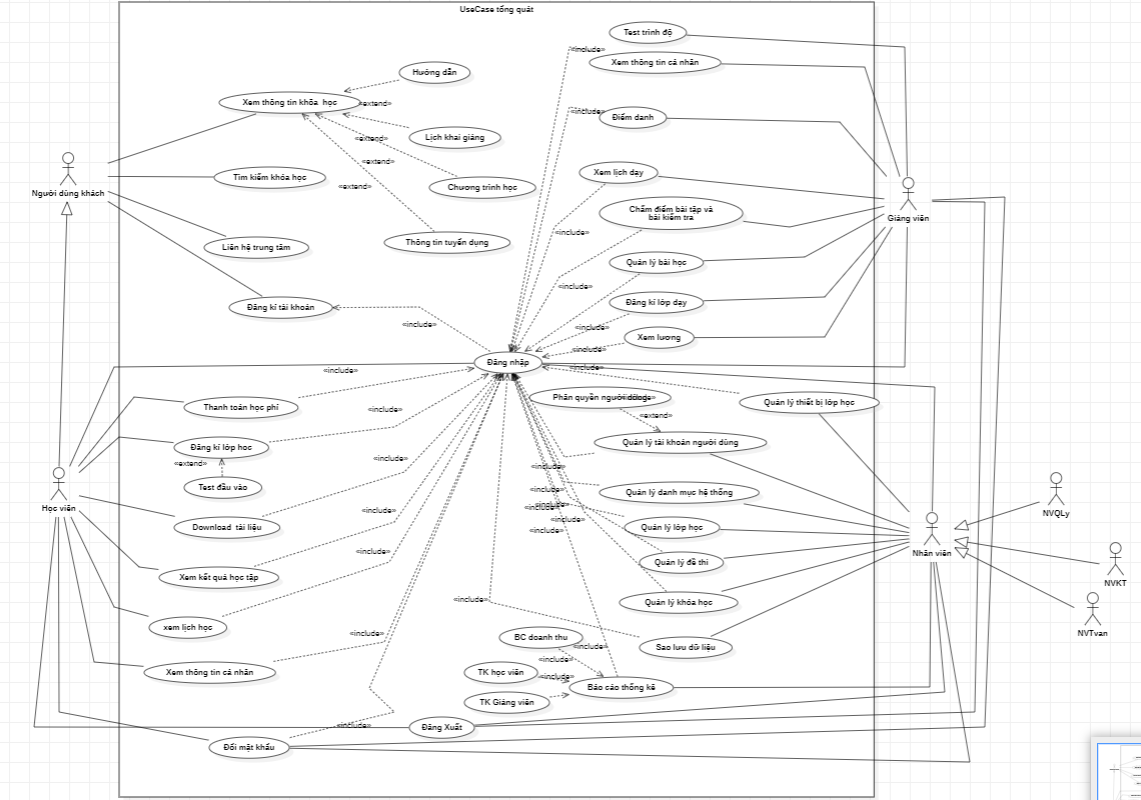 UseCase tổng quát
Test trình độ
«include»
Xem thông tin cá nhân
Hướng dẫn
Xem thông tin khóa học
«extend»
«include»
Điểm danh
Lịch khai giảng
«extend»
«extend»
Người dùng khách
Tìm kiếm khóa học
Chương trình học
«extend»
Xem lịch dạy
Chấm điểm bài tập và
bài kiểm tra
Giảng viên
«include»
Liên hệ trung tâm
Thông tin tuyển dụng
Quản lý bài học
«include»
Đăng kí tài khoản
Đăng kí lớp dạy
«include»
«include»
Xem lương
«include»
Đăng nhập
«include»
«include»
Phân quyền người dùng
Quản lý thiết bị lớp học
Thanh toán học phí
«include»
«extend»
Đăng kí lớp học
Quản lý tài khoản người dùng
«extend»
«include»
«include»
Test đầu vào
Học viên
«include»
Quản lý danh mục hệ thống
«include»
«include»
«include»
NVQLy
Download tài liệu
«include»
Quản lý lớp học
Nhân viên
«include»
Quản lý đề thi
Xem kết quả học tập
NVKT
«include»
Quản lý khóa học
xem lịch học
NVTvan
«include»
BC doanh thu
Sao lưu dữ liệu
«include»
«include»
Xem thông tin cá nhân
TK học viên
«include»
Báo cáo thống kê
TK Giảng viên
«include»
Đăng Xuất
Đổi mật khẩu